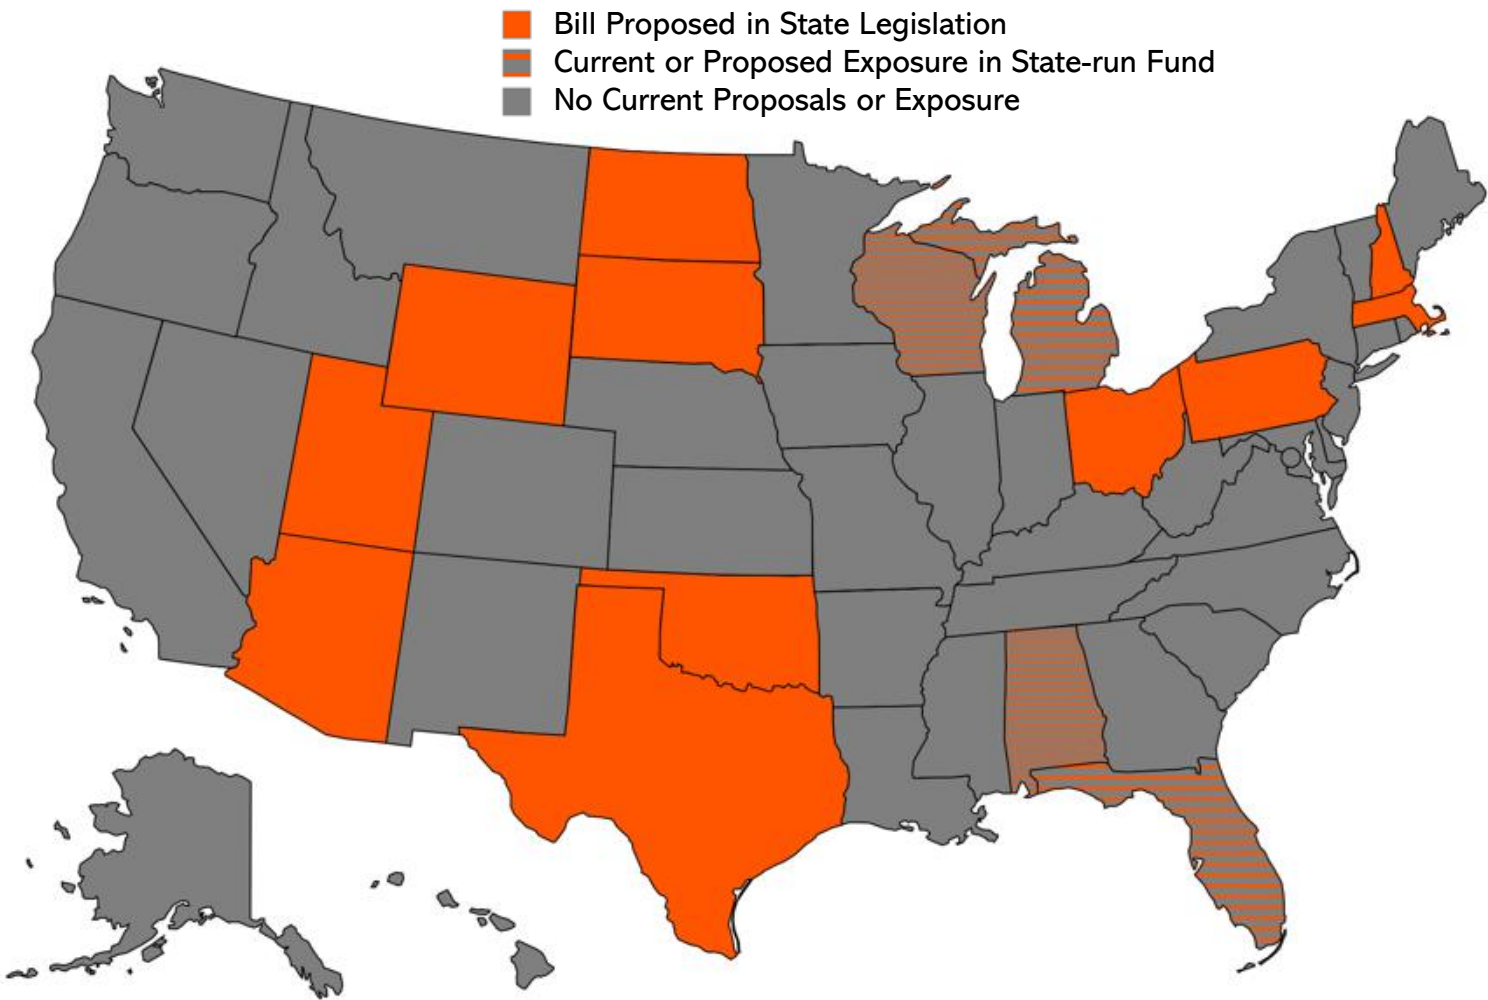 Bill Proposed in State Legislation
Current or Proposed Exposure in State-run Fund
No Current Proposals or Exposure